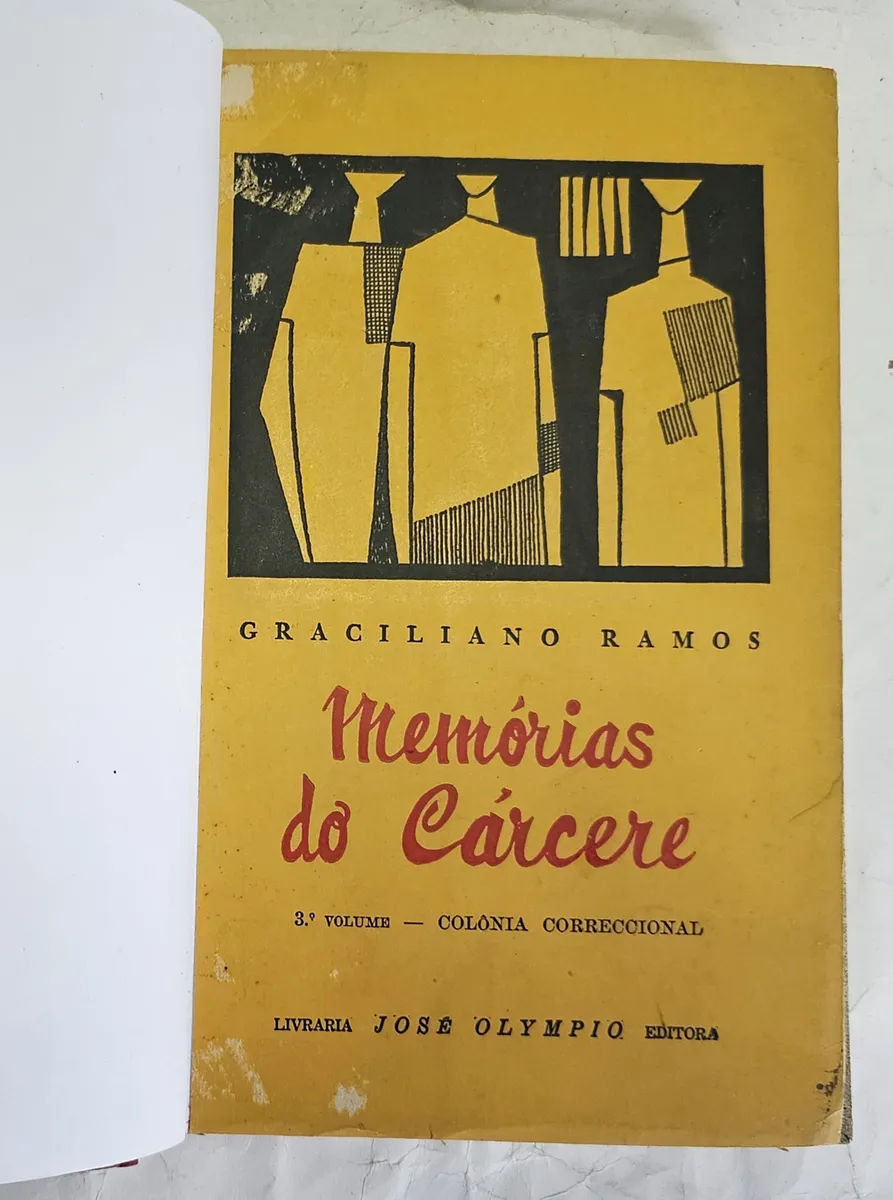 GRACILIANO RAMOS
Memórias
do Cárcere
3.º VOLUME — COLÔNIA CORRECCIONAL
LIVRARIA JOSÉ OLYMPIO EDITORA